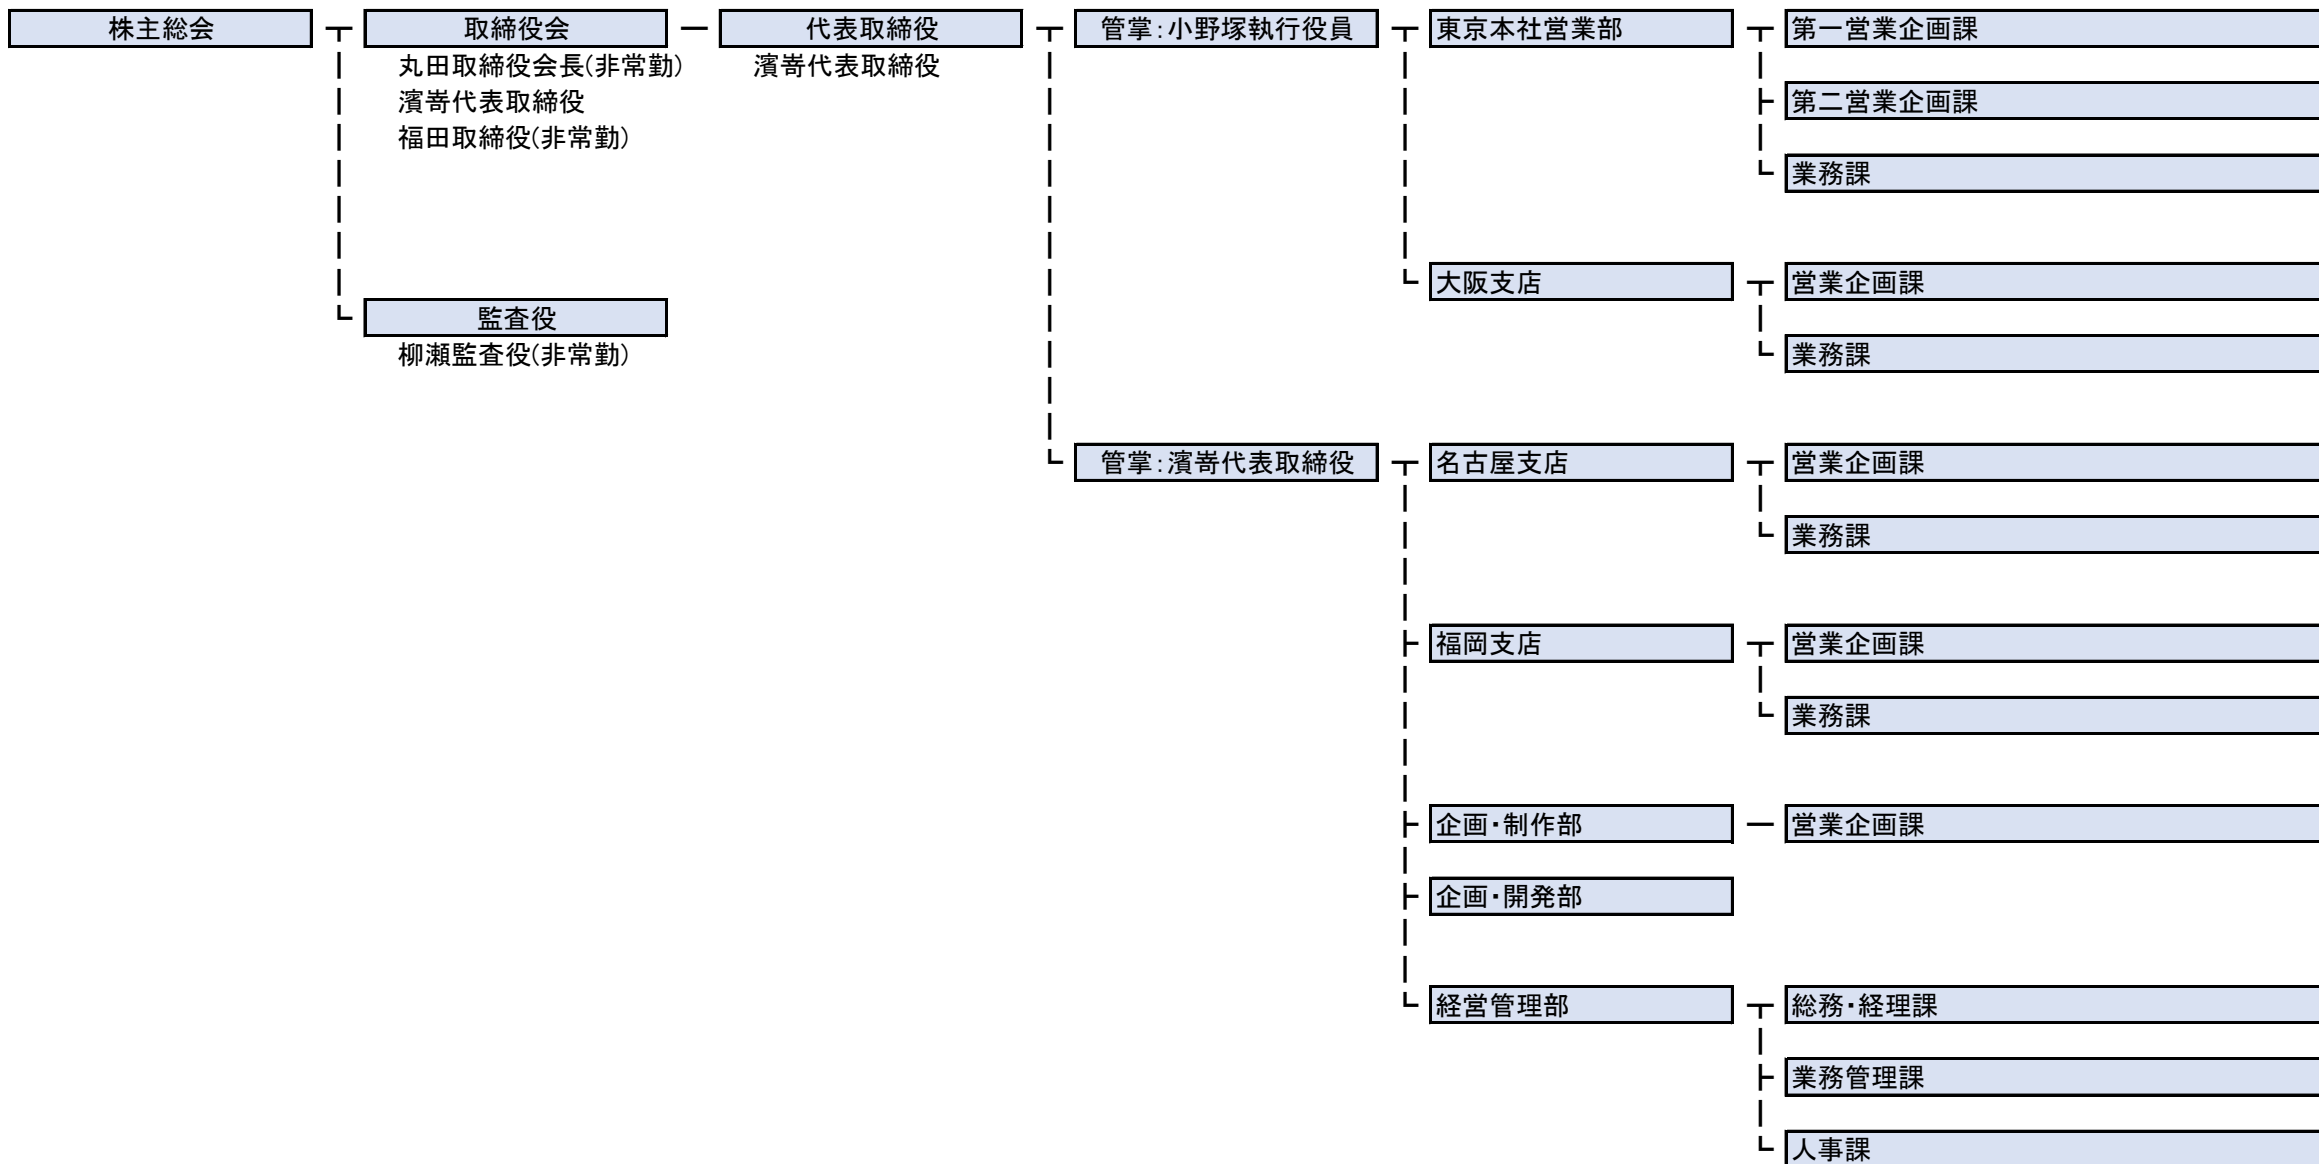 株主総会
取締役会
代表取締役
管掌：小野塚執行役員
東京本社営業部
第一営業企画課
丸田取締役会長(非常勤)
濱嵜代表取締役
濱嵜代表取締役
第二営業企画課
福田取締役(非常勤)
業務課
大阪支店
営業企画課
監査役
柳瀬監査役(非常勤)
業務課
管掌：濱嵜代表取締役
名古屋支店
営業企画課
業務課
福岡支店
営業企画課
業務課
企画・制作部
営業企画課
企画・開発部
経営管理部
総務・経理課
業務管理課
人事課